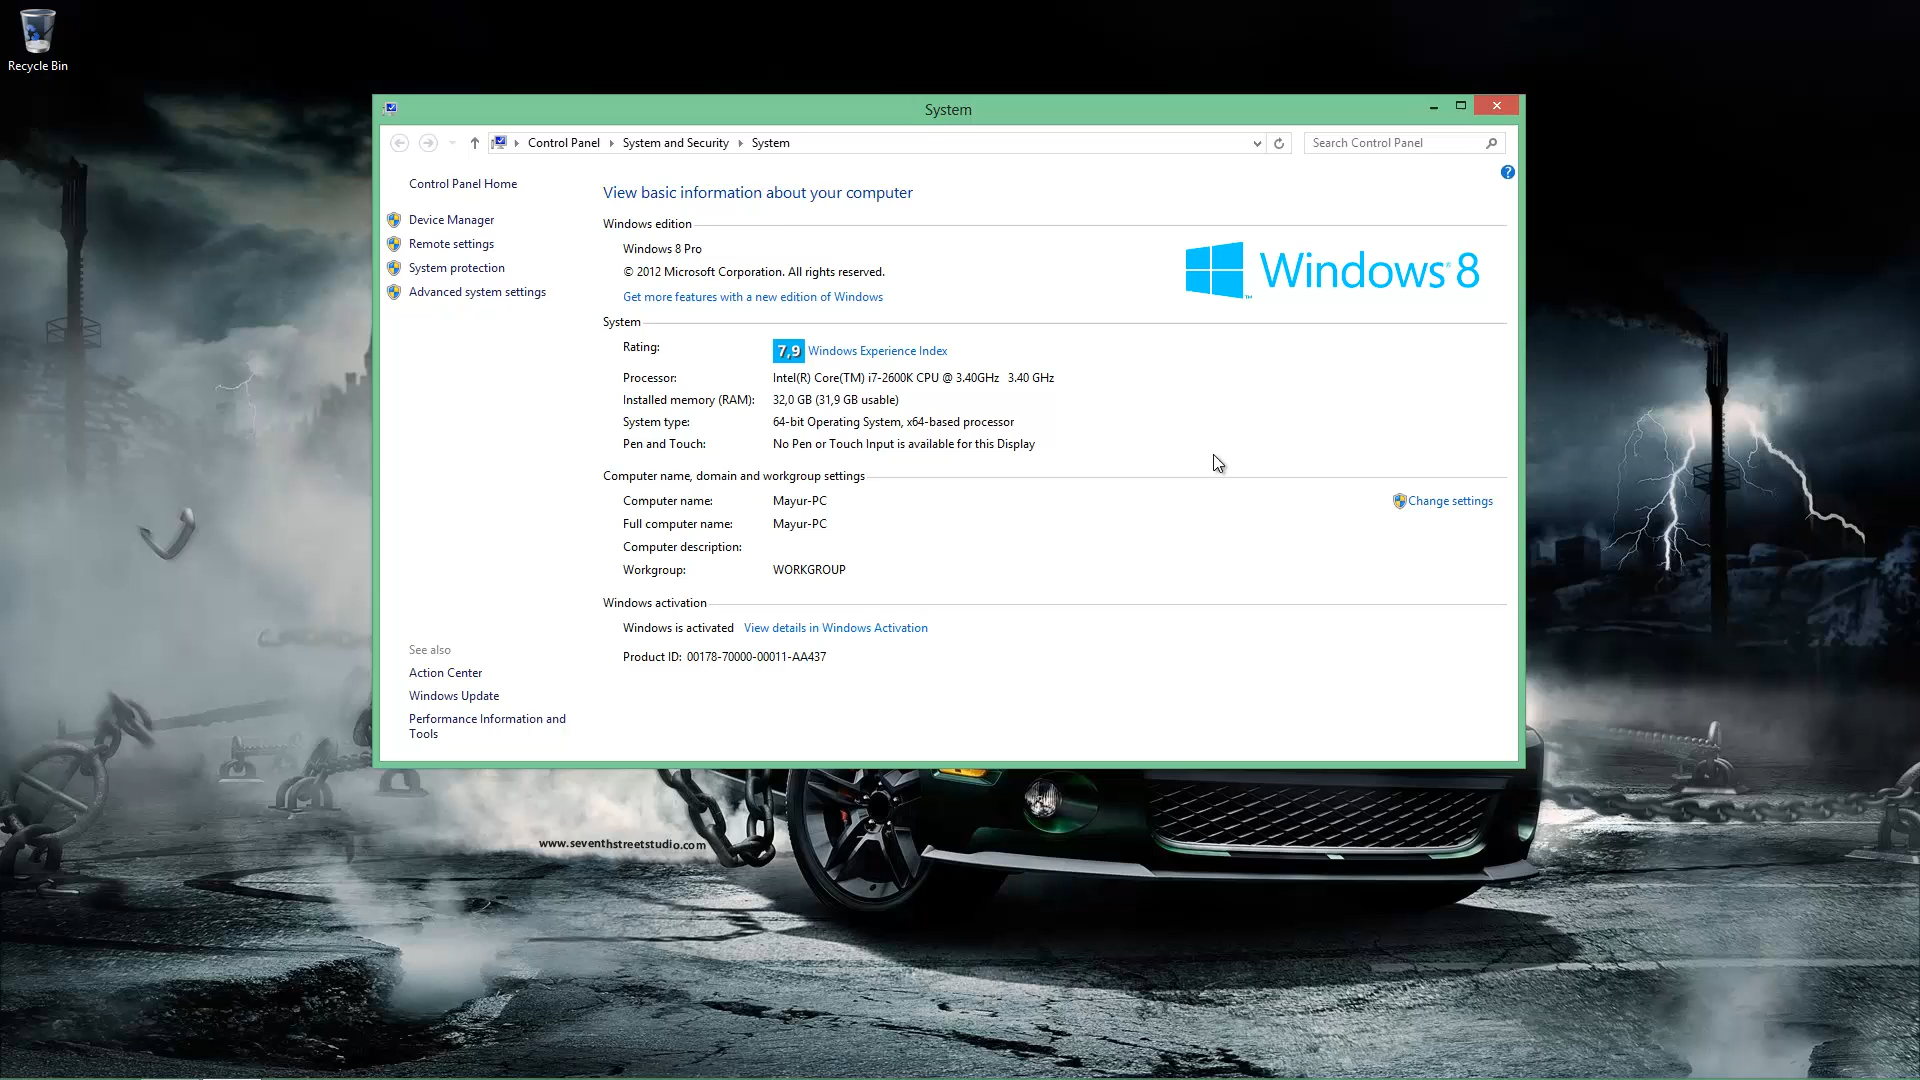 Recycle Bin
System
Control Panel System and Security System
Search Control Panel
Control Panel Home
Device Manager
Remote settings
System protection
Advanced system settings
See also
Action Center
Windows Update
Performance Information and
Tools
View basic information about your computer
Windows edition
Windows 8 Pro
© 2012 Microsoft Corporation. All rights reserved.
Get more features with a new edition of Windows
Windows® 8
™
System
Rating: 7,9 Windows Experience Index
Processor: Intel(R) Core(TM) i7-2600K CPU @ 3.40GHz 3.40 GHz
Installed memory (RAM): 32,0 GB (31,9 GB usable)
System type: 64-bit Operating System, x64-based processor
Pen and Touch: No Pen or Touch Input is available for this Display
Computer name, domain and workgroup settings
Computer name: Mayur-PC Change settings
Full computer name: Mayur-PC
Computer description:
Workgroup: WORKGROUP
Windows activation
Windows is activated View details in Windows Activation
Product ID: 00178-70000-00011-AA437
www.seventhstreetstudio.com